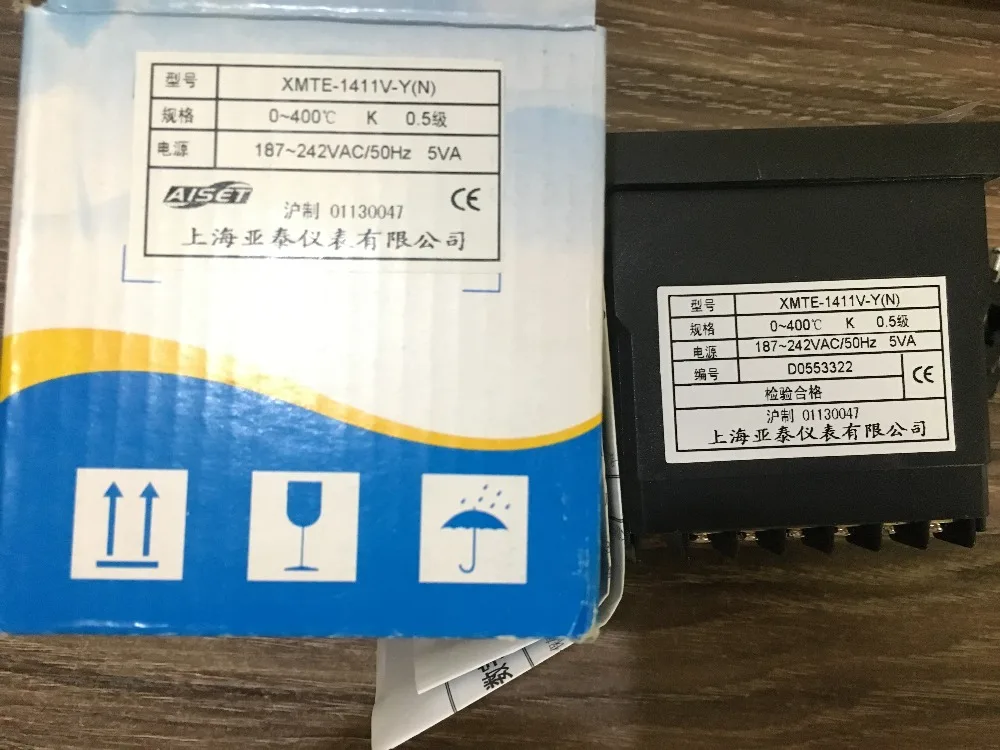 型号 XMTE-1411V-Y(N)
规格 0~400℃ K 0.5级
电源 187~242VAC/50Hz 5VA
AISET
沪制 01130047
CE
上海亚泰仪表有限公司
型号 XMTE-1411V-Y(N)
规格 0~400℃ K 0.5级
电源 187~242VAC/50Hz 5VA
编号 D0553322
CE
检验合格
沪制 01130047
上海亚泰仪表有限公司
数